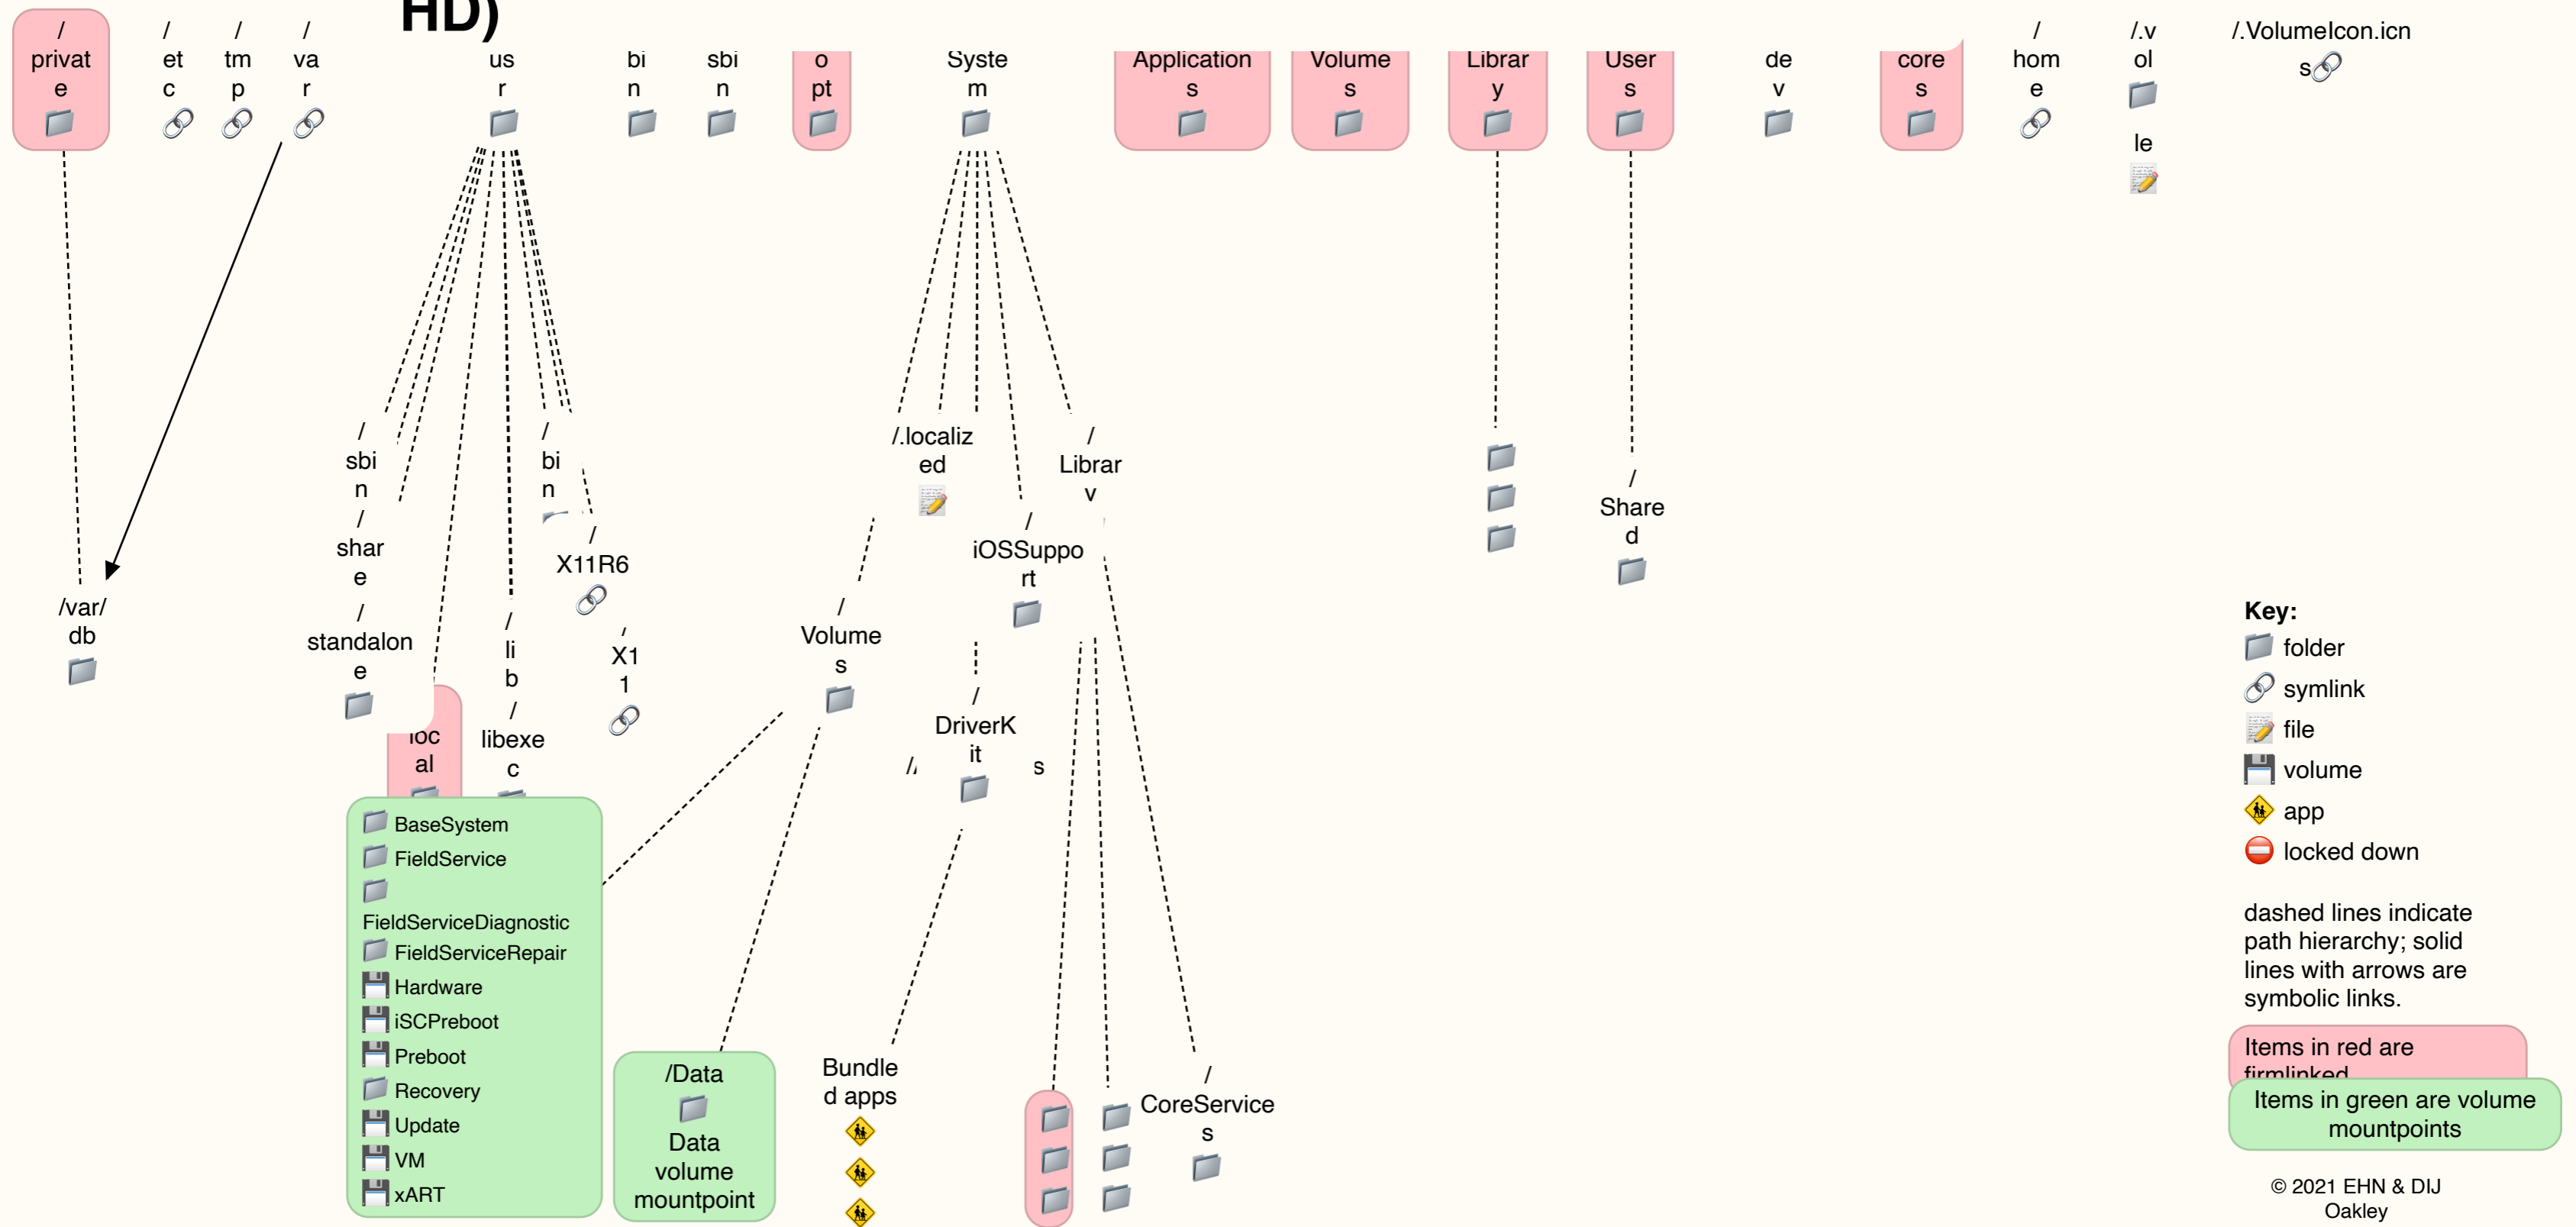 HD)
/
privat
e
/
et
c
/
tm
p
/
va
r
us
r
bi
n
sbi
n
o
pt
Syste
m
Application
s
Volume
s
Librar
y
User
s
de
v
core
s
/
hom
e
/.v
ol
le
/.VolumeIcon.icn
s
/var/
db
/
sbi
n
/
shar
e
/
standalon
e
loc
al
/
li
b
/
libexe
c
/
bi
n
/
X11R6
/
X1
1
/.localiz
ed
/
Volume
s
/
iOSSuppo
rt
/
Librar
y
/
DriverK
it
//
s
/
Share
d
BaseSystem
FieldService
FieldServiceDiagnostic
FieldServiceRepair
Hardware
iSCPreboot
Preboot
Recovery
Update
VM
xART
/Data
Data
volume
mountpoint
Bundle
d apps
/
CoreService
s
Key:
folder
symlink
file
volume
app
locked down
dashed lines indicate
path hierarchy; solid
lines with arrows are
symbolic links.
Items in red are
firmlinked
Items in green are volume
mountpoints
© 2021 EHN & DIJ
Oakley